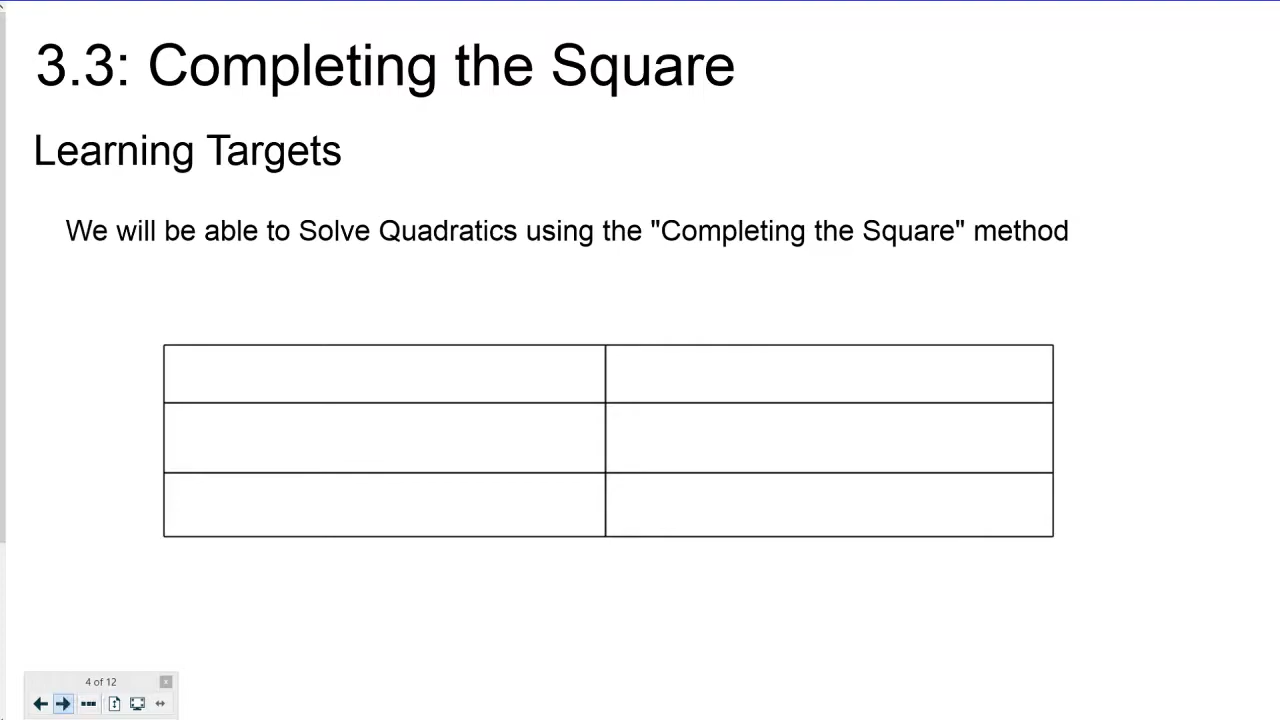 3.3: Completing the Square
Learning Targets
We will be able to Solve Quadratics using the "Completing the Square" method
4 of 12